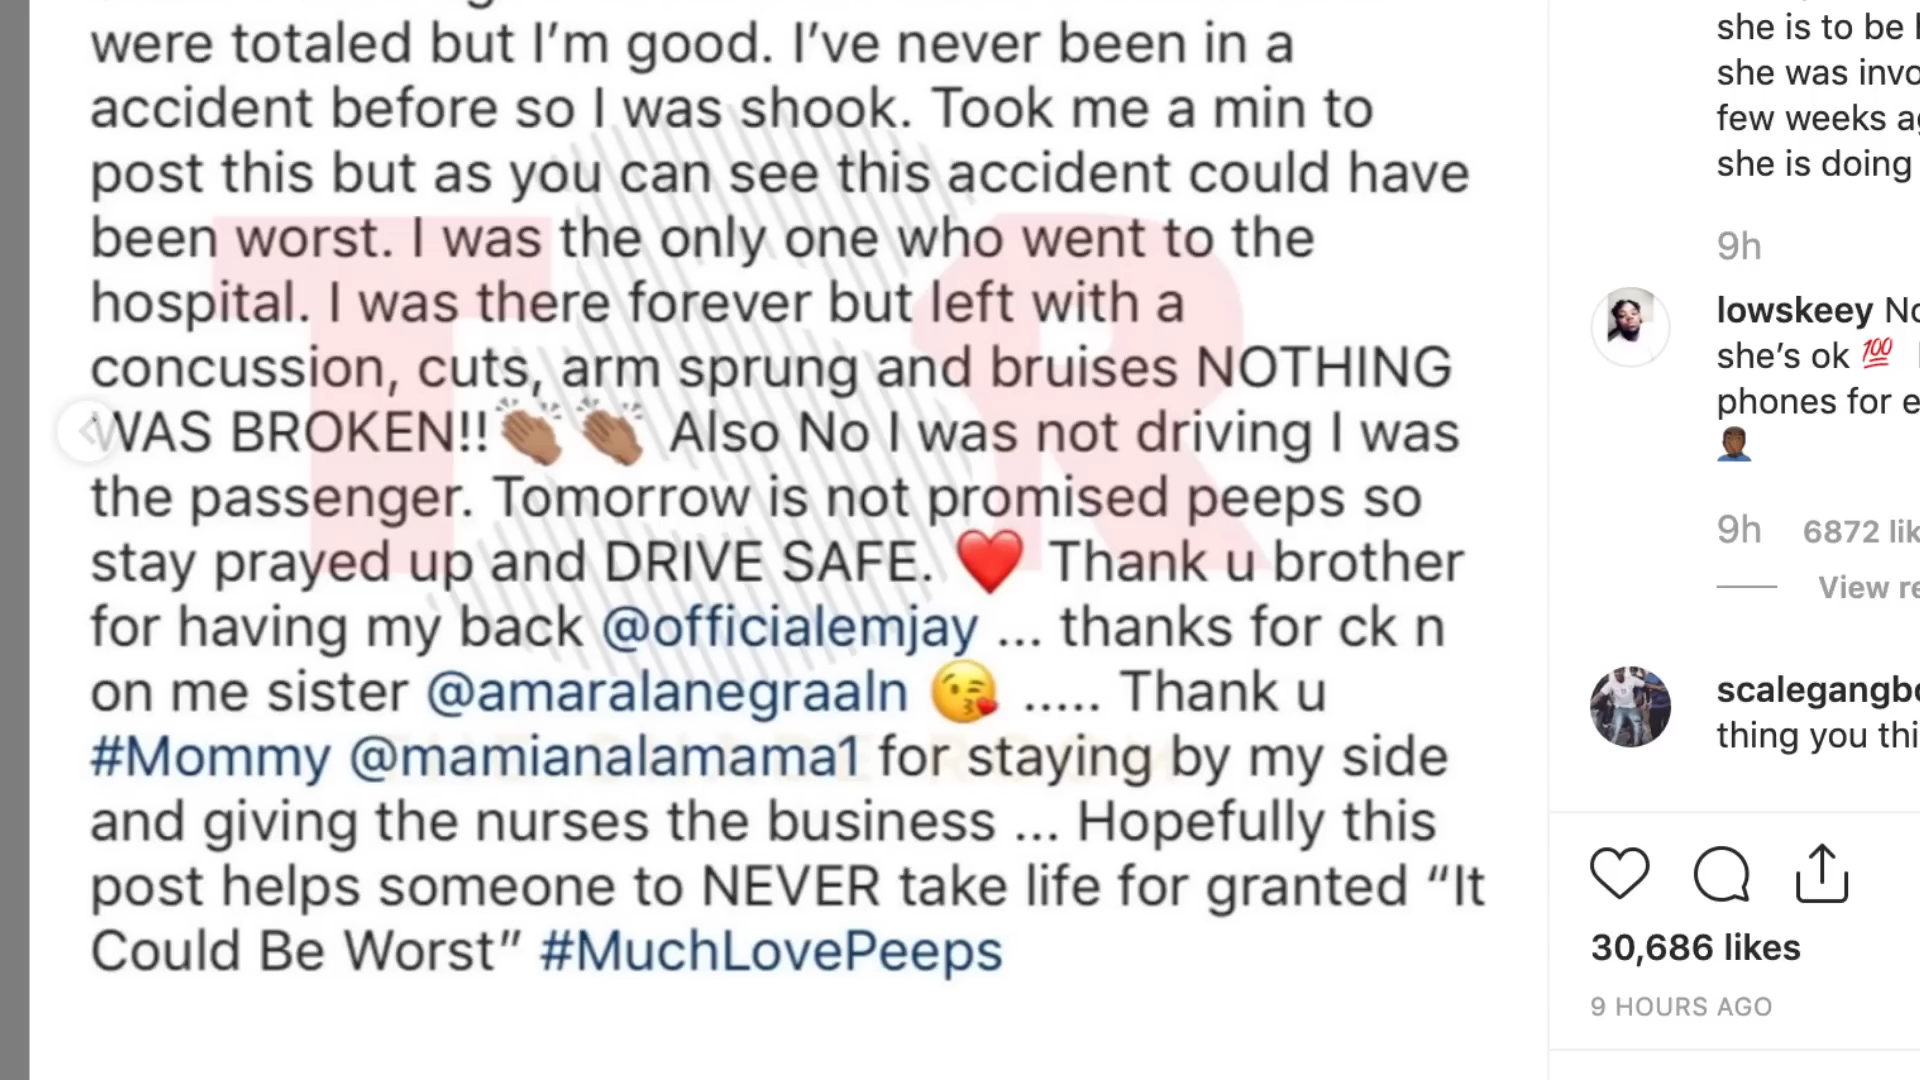 were totaled but I’m good. I’ve never been in a
accident before so I was shook. Took me a min to
post this but as you can see this accident could have
been worst. I was the only one who went to the
hospital. I was there forever but left with a
concussion, cuts, arm sprung and bruises NOTHING
WAS BROKEN!!👏🏾👏🏾 Also No I was not driving I was
the passenger. Tomorrow is not promised peeps so
stay prayed up and DRIVE SAFE. ❤️ Thank u brother
for having my back @officialemjay ... thanks for ck n
on me sister @amaralanegraaln 😘 ..... Thank u
#Mommy @mamianalamama1 for staying by my side
and giving the nurses the business ... Hopefully this
post helps someone to NEVER take life for granted “It
Could Be Worst” #MuchLovePeeps
TSR
she is to be
she was invo
few weeks a
she is doing
9h
lowskeey No
she’s ok 💯
phones for e
🤦🏾‍♂️
9h 6872 lik
View re
scalegangbo
thing you thi
30,686 likes
9 HOURS AGO